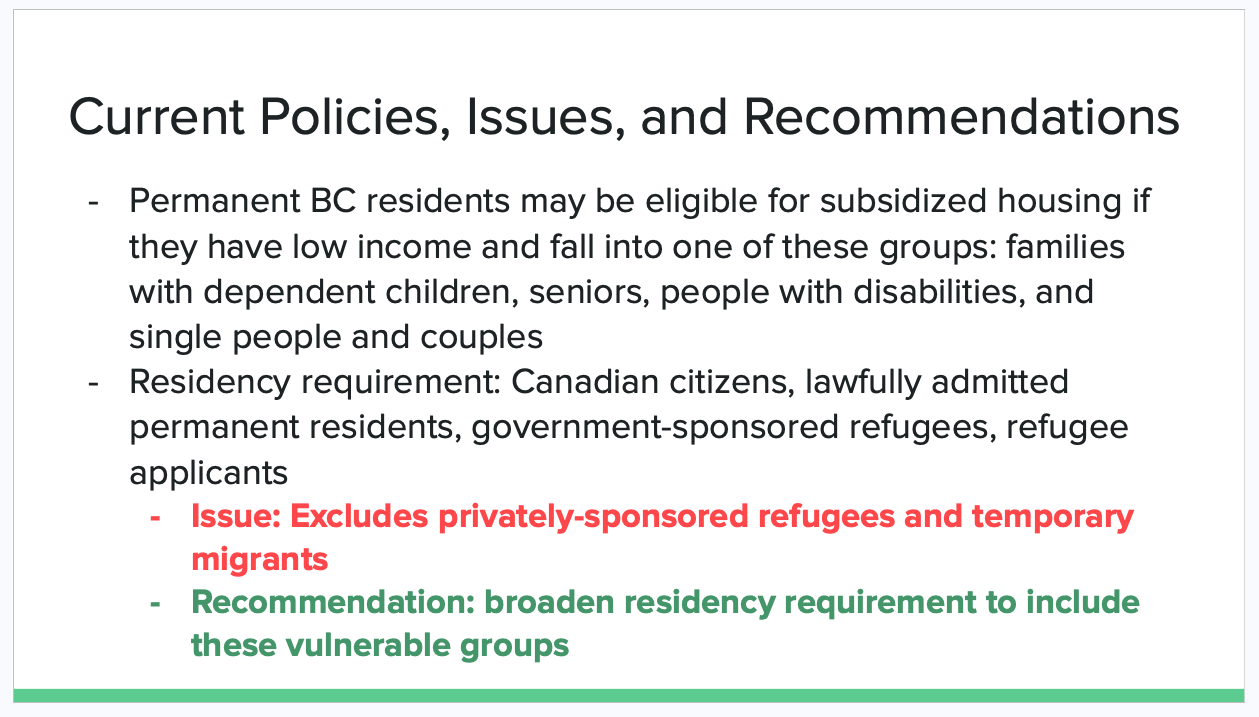 Current Policies, Issues, and Recommendations
- Permanent BC residents may be eligible for subsidized housing if
they have low income and fall into one of these groups: families
with dependent children, seniors, people with disabilities, and
single people and couples
- Residency requirement: Canadian citizens, lawfully admitted
permanent residents, government-sponsored refugees, refugee
applicants
- Issue: Excludes privately-sponsored refugees and temporary
migrants
- Recommendation: broaden residency requirement to include
these vulnerable groups